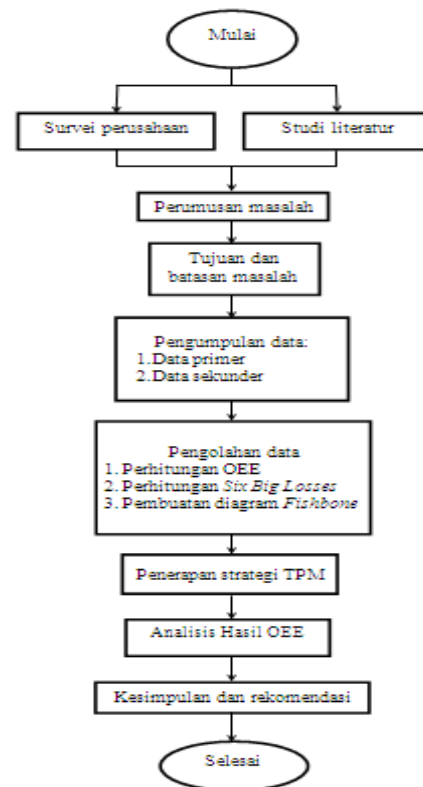 Mulai
Survei perusahaan
Studi literatur
Perumusan masalah
Tujuan dan
batasan masalah
Pengumpulan data:
1. Data primer
2. Data sekunder
Pengolahan data
1. Perhitungan OEE
2. Perhitungan Six Big Losses
3. Pembuatan diagram Fishbone
Penerapan strategi TPM
Analisis Hasil OEE
Kesimpulan dan rekomendasi
Selesai